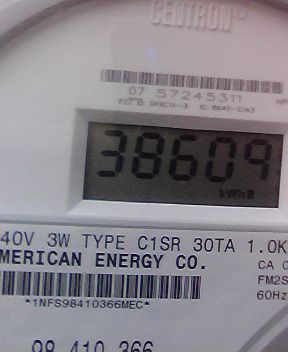 CENTRON
07 57245311
38609
kWh
40V 3W TYPE C1SR 30TA 1.0K
MERICAN ENERGY CO.
CA 0
FM2S
60Hz
*1NFS98410366MEC*
98 410 366